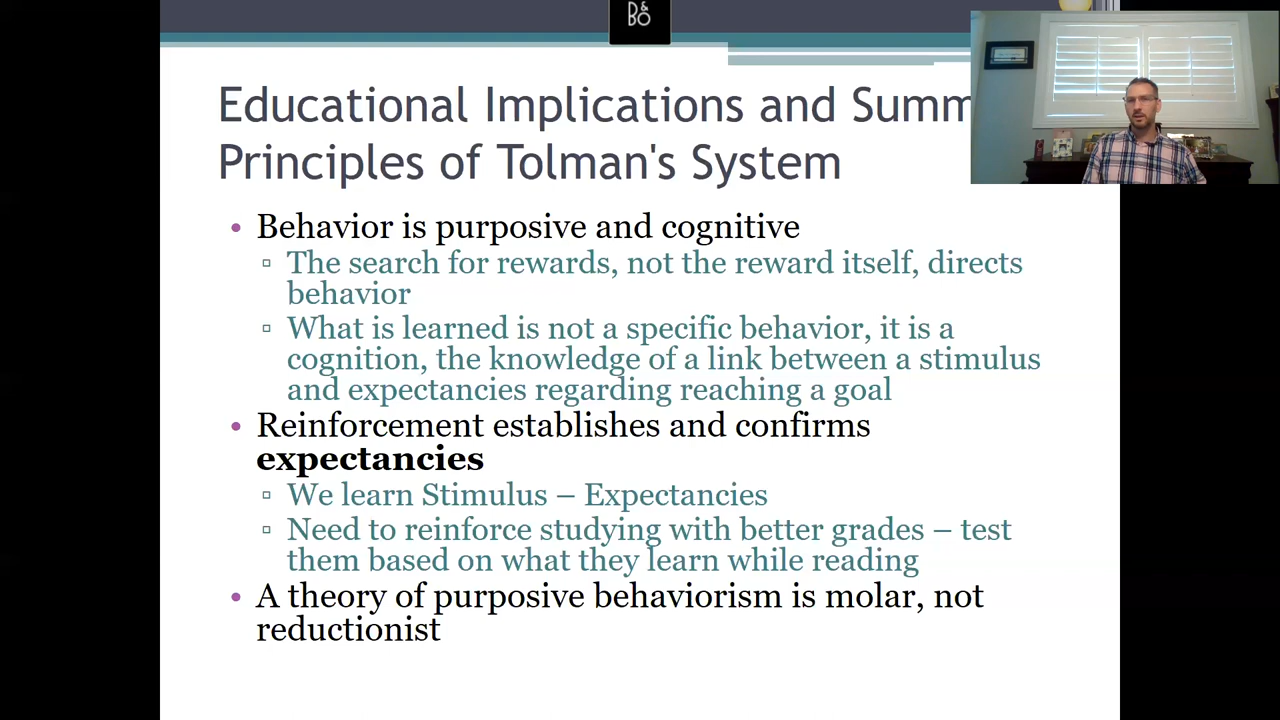 B&O
Educational Implications and Summ
Principles of Tolman's System
• Behavior is purposive and cognitive
▫ The search for rewards, not the reward itself, directs
behavior
▫ What is learned is not a specific behavior, it is a
cognition, the knowledge of a link between a stimulus
and expectancies regarding reaching a goal
• Reinforcement establishes and confirms
expectancies
▫ We learn Stimulus – Expectancies
▫ Need to reinforce studying with better grades – test
them based on what they learn while reading
• A theory of purposive behaviorism is molar, not
reductionist